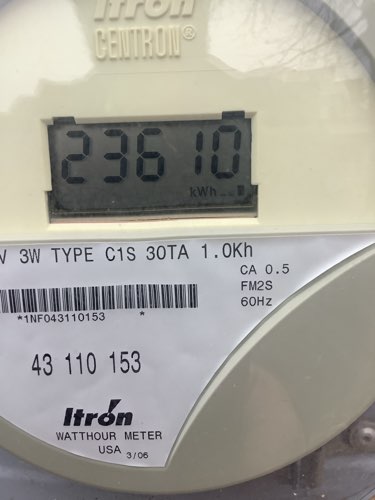 Itron
CENTRON®
23610
kWh
V 3W TYPE C1S 30TA 1.0Kh
CA 0.5
FM2S
60Hz
*1NF043110153 *
43 110 153
Itron
WATTHOUR METER
USA 3/06